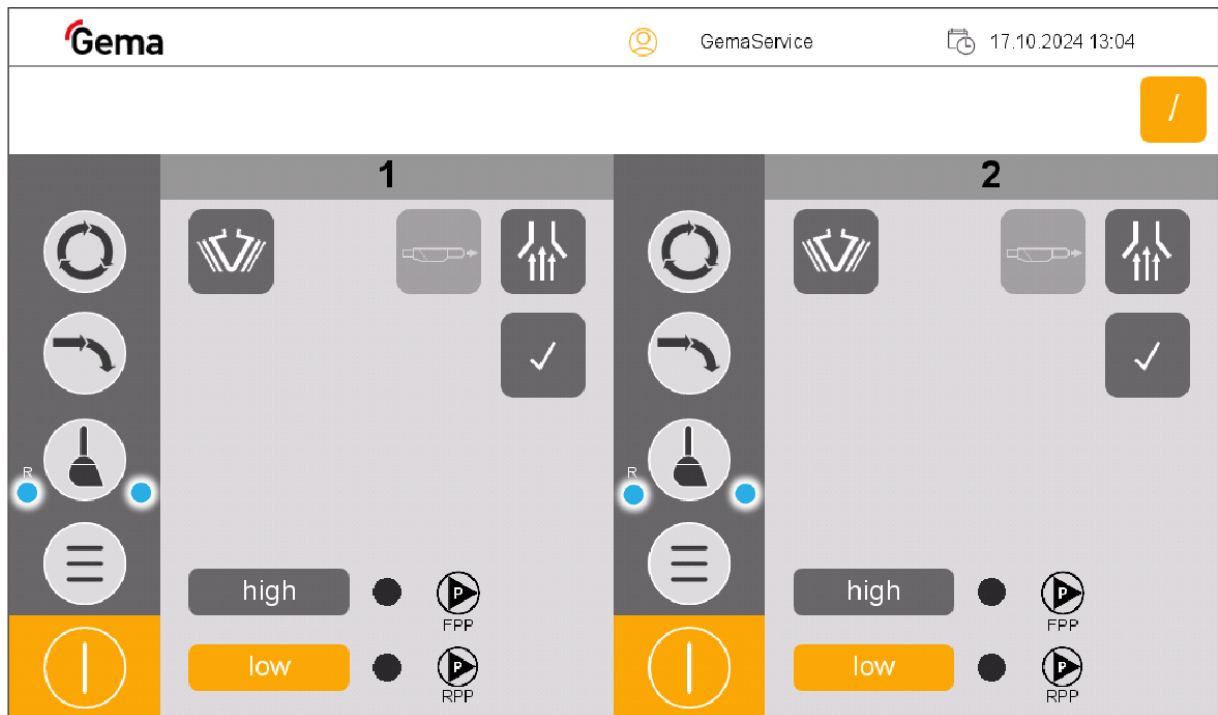 Gema GemaService 17.10.2024 13:04
/
1 2
R R
high P high P
FPP FPP
low P low P
RPP RPP